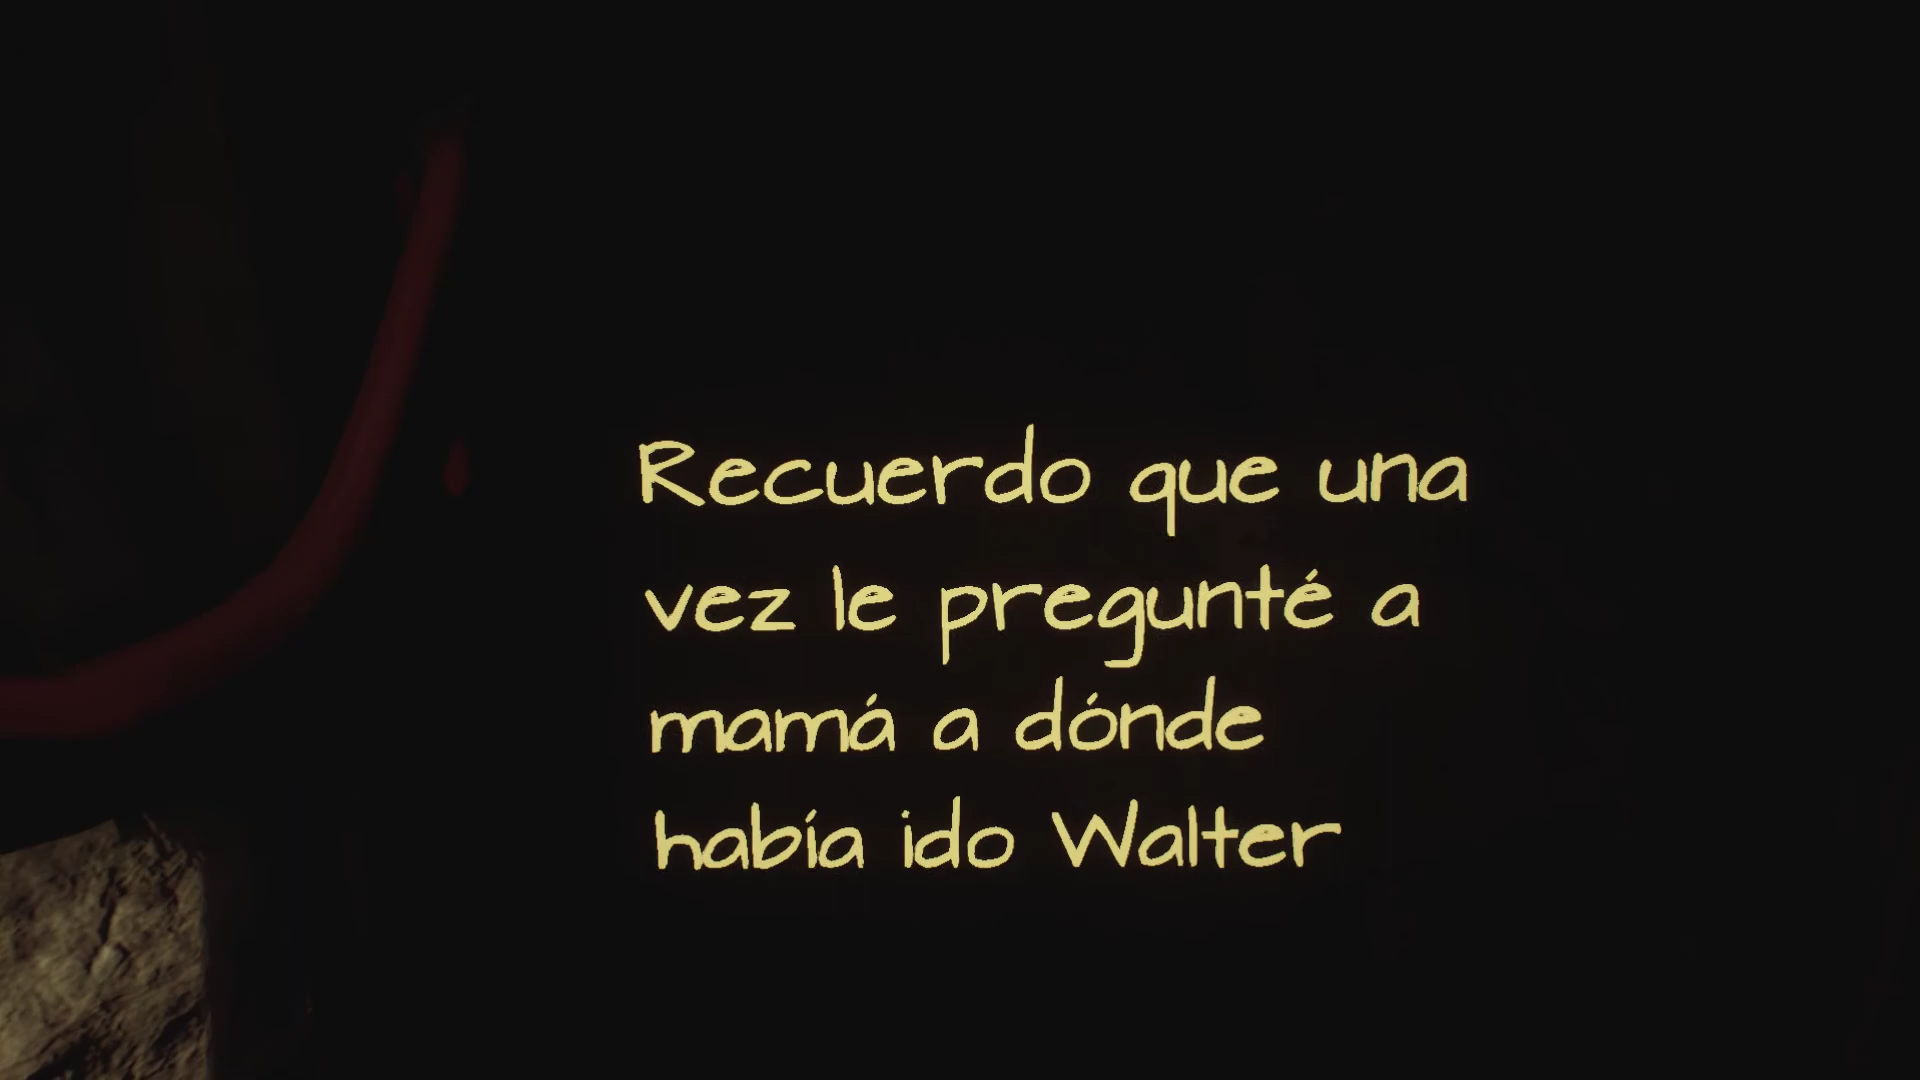 Recuerdo que una
vez le pregunté a
mamá a dónde
había ido Walter